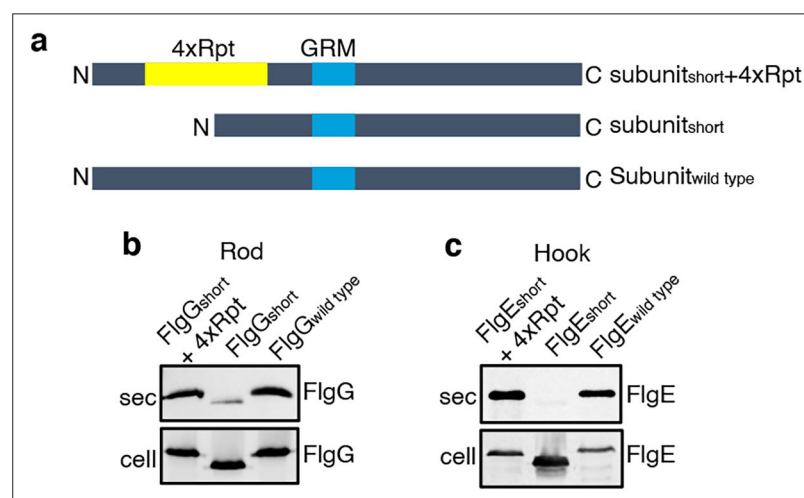 a
4xRpt GRM
N C subunitshort+4xRpt
N C subunitshort
N C Subunitwild type
b Rod
FlgGshort + 4xRpt
FlgGshort
FlgGwild type
sec FlgG
cell FlgG
c Hook
FlgEshort + 4xRpt
FlgEshort
FlgEwild type
sec FlgE
cell FlgE